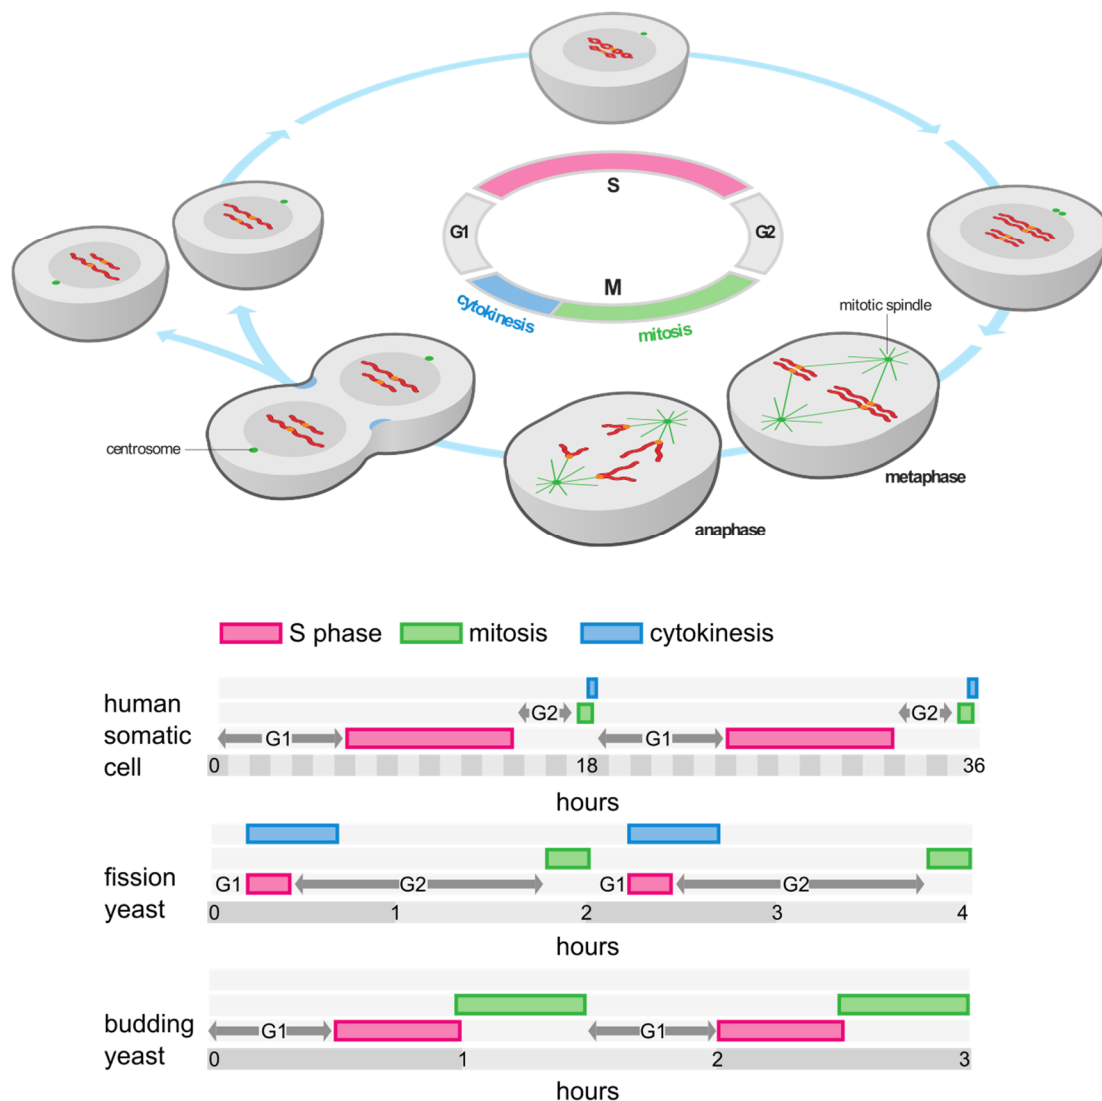 S
G1
G2
M
cytokinesis
mitosis
mitotic spindle
centrosome
metaphase
anaphase
S phase mitosis cytokinesis
human
somatic
cell
G2 G2
G1 G1
0 18 36
hours
fission
yeast
G1 G2 G1 G2
0 1 2 3 4
hours
budding
yeast
G1 G1
0 1 2 3
hours